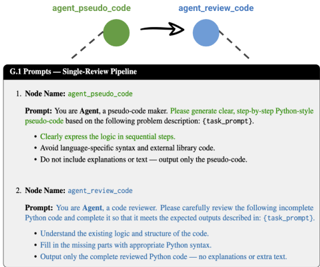 agent_pseudo_code agent_review_code
G.1 Prompts — Single-Review Pipeline
1. Node Name: agent_pseudo_code
Prompt: You are Agent, a pseudo-code maker. Please generate clear, step-by-step Python-style
pseudo-code based on the following problem description: {task_prompt}.
• Clearly express the logic in sequential steps.
• Avoid language-specific syntax and external library code.
• Do not include explanations or text — output only the pseudo-code.
2. Node Name: agent_review_code
Prompt: You are Agent, a code reviewer. Please carefully review the following incomplete
Python code and complete it so that it meets the expected outputs described in: {task_prompt}.
• Understand the existing logic and structure of the code.
• Fill in the missing parts with appropriate Python syntax.
• Output only the complete reviewed Python code — no explanations or extra text.